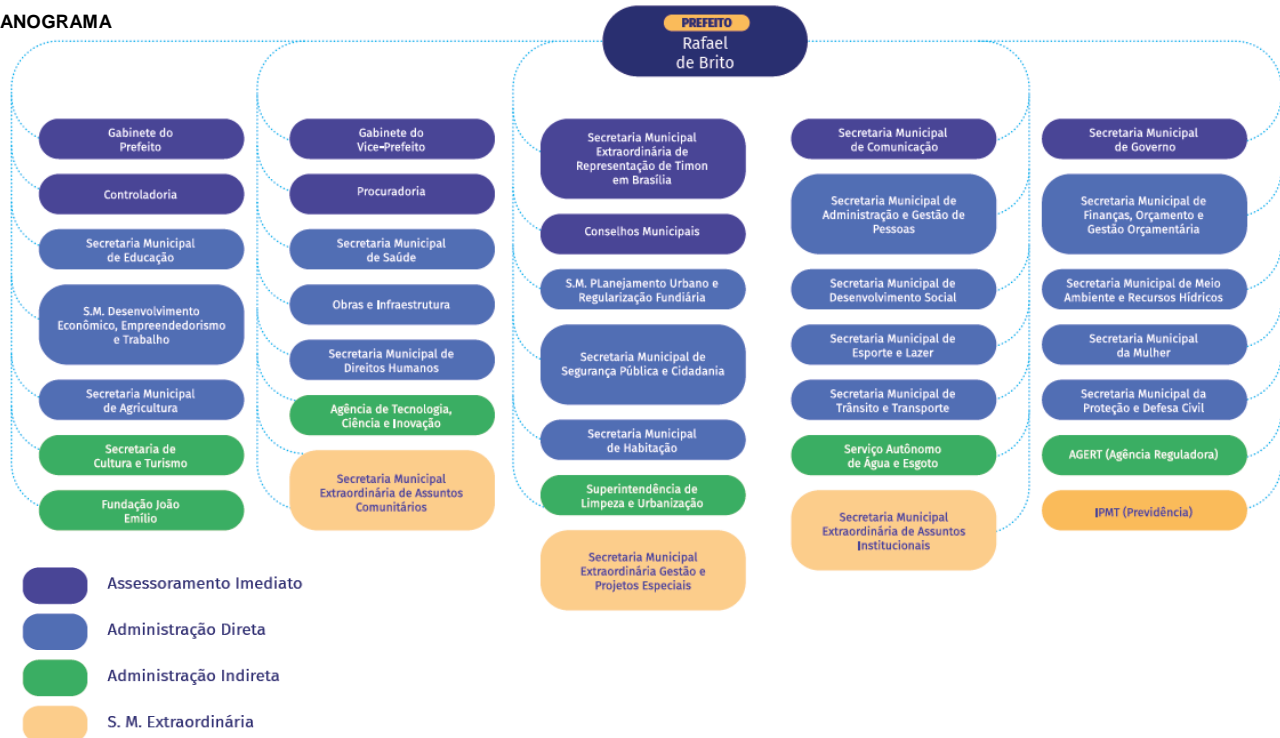 ANOGRAMA
PREFEITO
Rafael
de Brito
Gabinete do
Prefeito
Controladoria
Secretaria Municipal
de Educação
S.M. Desenvolvimento
Econômico, Empreendedorismo
e Trabalho
Secretaria Municipal
de Agricultura
Secretaria de
Cultura e Turismo
Fundação João
Emílio
Gabinete do
Vice-Prefeito
Procuradoria
Secretaria Municipal
de Saúde
Obras e Infraestrutura
Secretaria Municipal de
Direitos Humanos
Agência de Tecnologia,
Ciência e Inovação
Secretaria Municipal
Extraordinária de Assuntos
Comunitários
Secretaria Municipal
Extraordinária de
Representação de Timon
em Brasília
Conselhos Municipais
S.M. PLanejamento Urbano e
Regularização Fundiária
Secretaria Municipal de
Segurança Pública e Cidadania
Secretaria Municipal
de Habitação
Superintendência de
Limpeza e Urbanização
Secretaria Municipal
Extraordinária Gestão e
Projetos Especiais
Secretaria Municipal
de Comunicação
Secretaria Municipal de
Administração e Gestão de
Pessoas
Secretaria Municipal de
Desenvolvimento Social
Secretaria Municipal de
Esporte e Lazer
Secretaria Municipal de
Trânsito e Transporte
Serviço Autônomo
de Água e Esgoto
Secretaria Municipal
Extraordinária de Assuntos
Institucionais
Secretaria Municipal
de Governo
Secretaria Municipal de
Finanças, Orçamento e
Gestão Orçamentária
Secretaria Municipal de Meio
Ambiente e Recursos Hídricos
Secretaria Municipal
da Mulher
Secretaria Municipal da
Proteção e Defesa Civil
AGERT (Agência Reguladora)
IPMT (Previdência)
Assessoramento Imediato
Administração Direta
Administração Indireta
S. M. Extraordinária